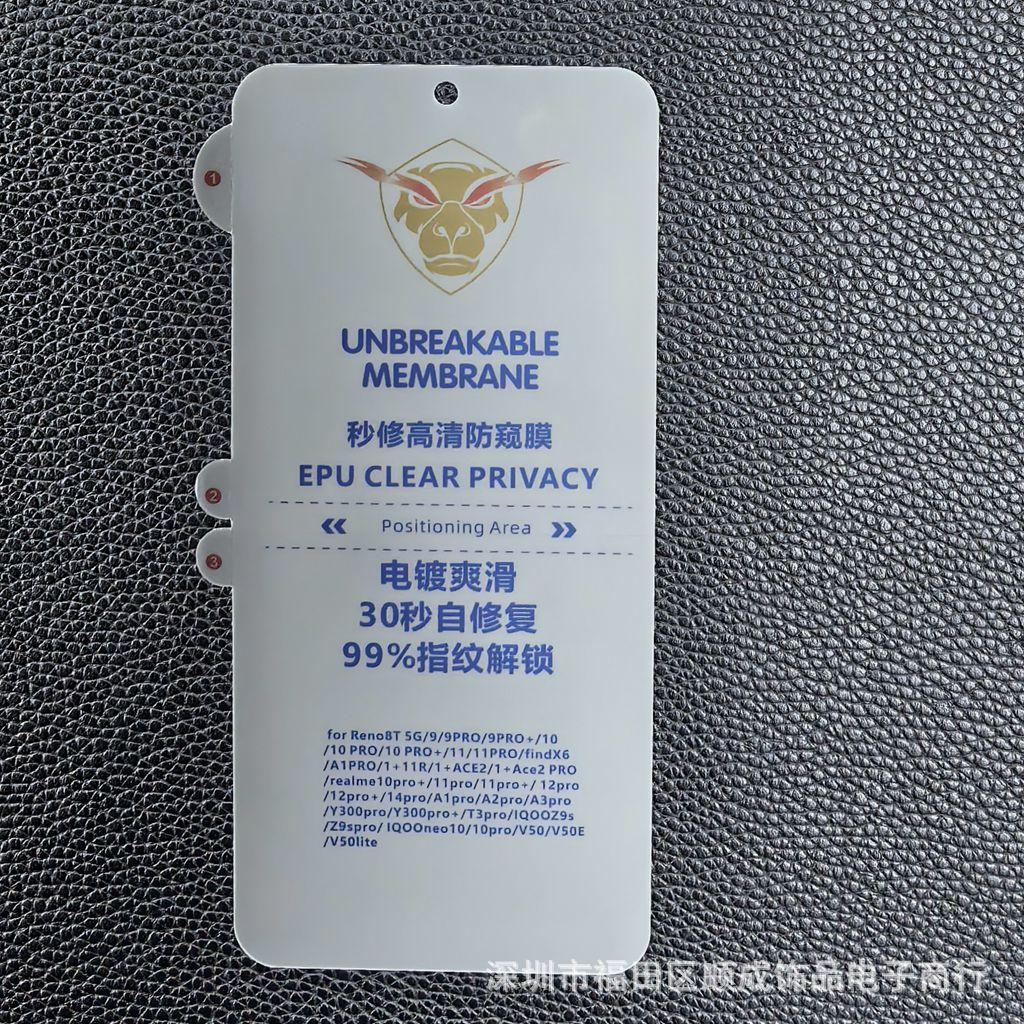 1
UNBREAKABLE
MEMBRANE
秒修高清防窥膜
EPU CLEAR PRIVACY
2
« Positioning Area »
3
电镀爽滑
30秒自修复
99%指纹解锁
for Reno8T 5G/9/9PRO/9PRO+/10
/10 PRO/10 PRO+/11/11PRO/findX6
/A1PRO/1+11R/1+ACE2/1+Ace2 PRO
/realme10pro+/11pro/11pro+/ 12pro
/12pro+/14pro/A1pro/A2pro/A3pro
/Y300pro/Y300pro+/T3pro/IQOOZ9s
/Z9spro/ IQOOneo10/10pro/V50/V50E
/V50lite
深圳市福田区顺成饰品电子商行